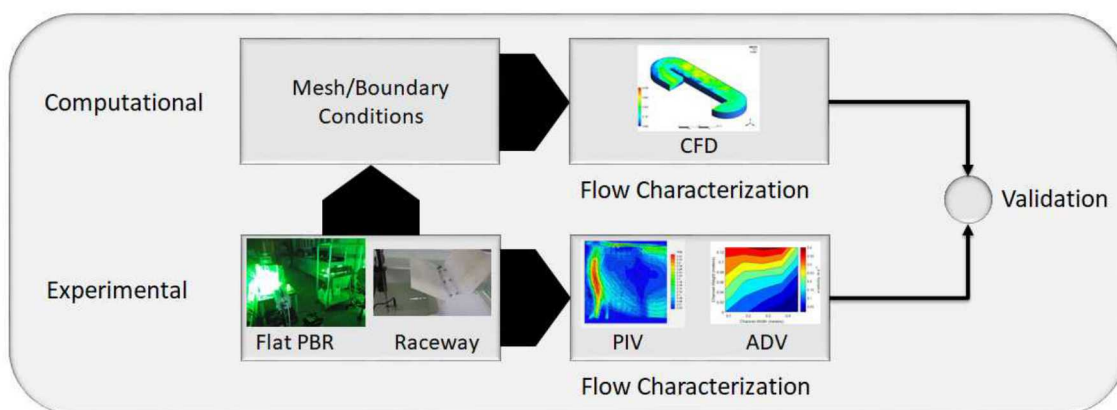 Computational
Mesh/Boundary
Conditions
CFD
Flow Characterization
Validation
Experimental
Flat PBR
Raceway
PIV
ADV
Flow Characterization